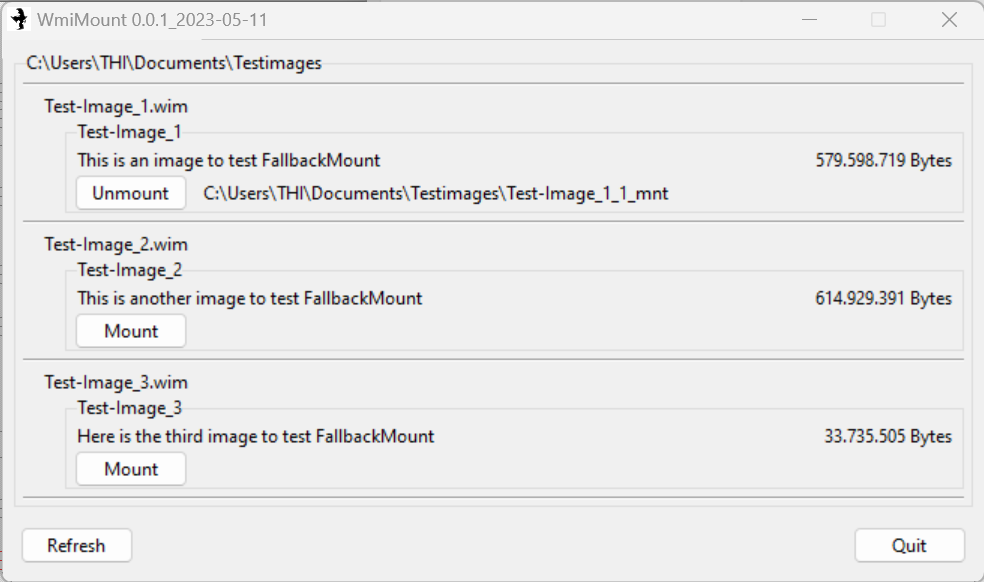 WmiMount 0.0.1_2023-05-11
C:\Users\THI\Documents\Testimages
Test-Image_1.wim
Test-Image_1
This is an image to test FallbackMount 579.598.719 Bytes
Unmount C:\Users\THI\Documents\Testimages\Test-Image_1_1_mnt
Test-Image_2.wim
Test-Image_2
This is another image to test FallbackMount 614.929.391 Bytes
Mount
Test-Image_3.wim
Test-Image_3
Here is the third image to test FallbackMount 33.735.505 Bytes
Mount
Refresh Quit